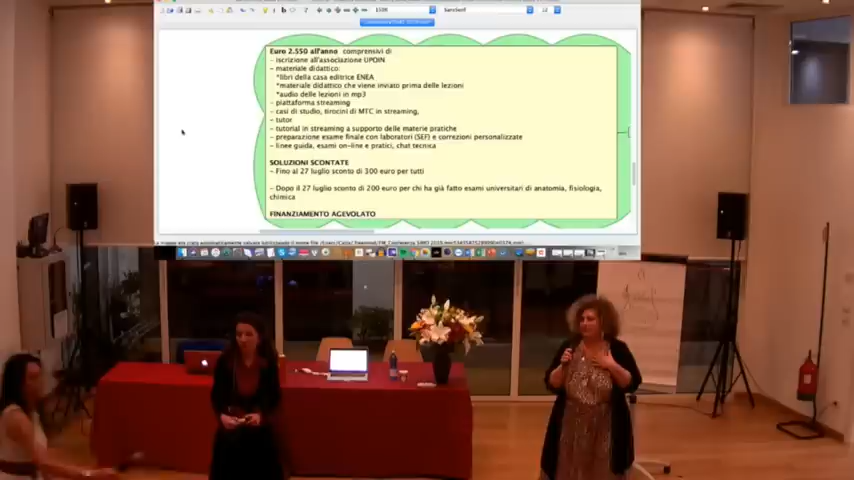 Euro 2.550 all'anno comprensivi di
- iscrizione all'associazione UPOIN
- materiale didattico:
*libri della casa editrice ENEA
*materiale didattico che viene inviato prima delle lezioni
*audio delle lezioni in mp3
- piattaforma streaming
- casi di studio, tirocini di MTC in streaming,
- tutor
- tutorial in streaming a supporto delle materie pratiche
- preparazione esame finale con laboratori (SEF) e correzioni personalizzate
- linee guida, esami on-line e pratici, chat tecnica
SOLUZIONI SCONTATE
- Fino al 27 luglio sconto di 300 euro per tutti
- Dopo il 27 luglio sconto di 200 euro per chi ha già fatto esami universitari di anatomia, fisiologia,
chimica
FINANZIAMENTO AGEVOLATO